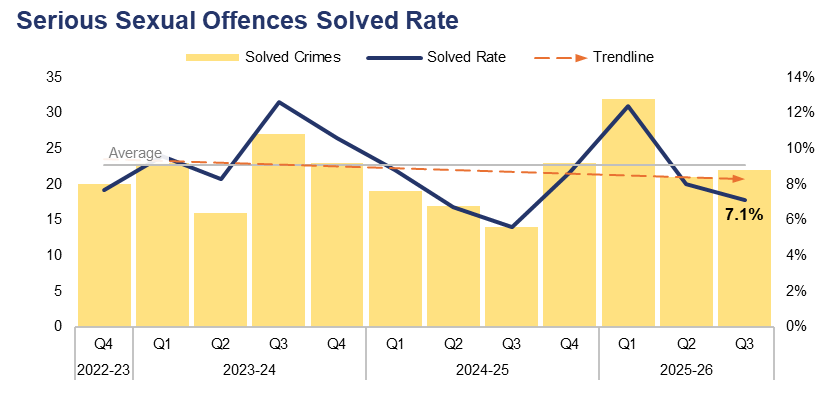 Serious Sexual Offences Solved Rate
Solved Crimes Solved Rate Trendline
35 14%
30 12%
25 10%
Average
20 8%
7.1%
15 6%
10 4%
5 2%
0 0%
Q4 Q1 Q2 Q3 Q4 Q1 Q2 Q3 Q4 Q1 Q2 Q3
2022-23 2023-24 2024-25 2025-26